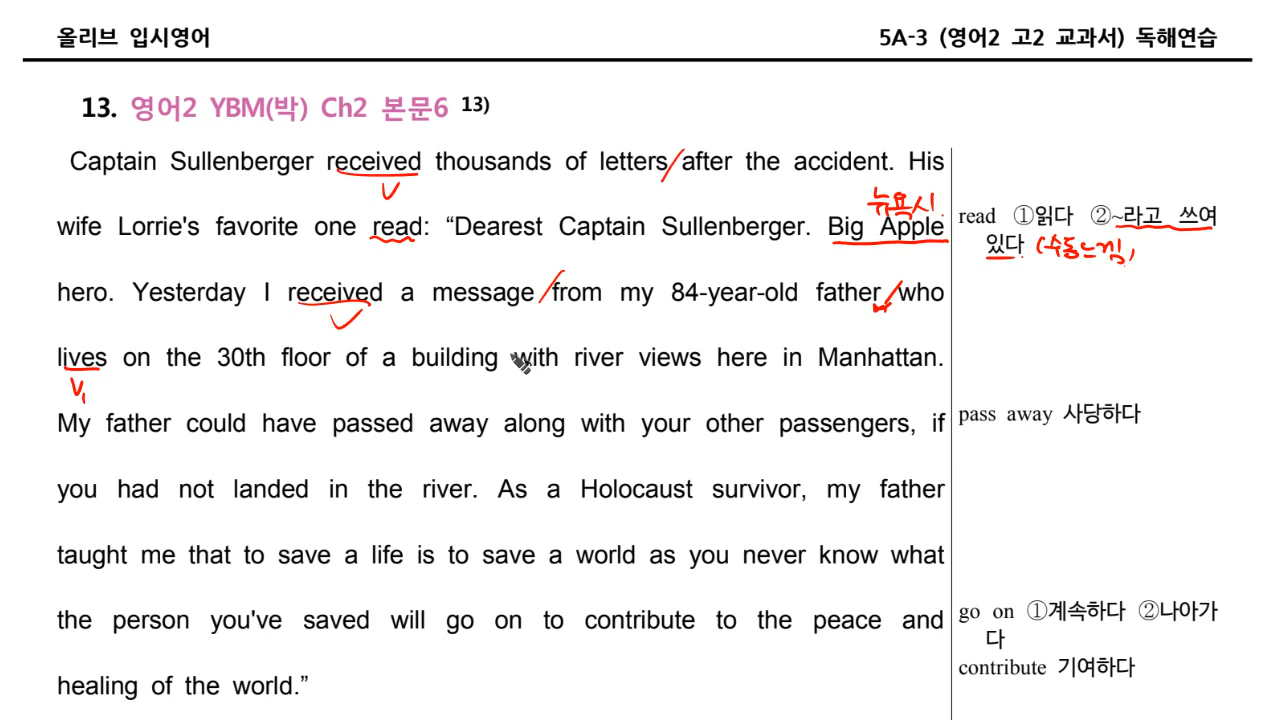 올리브 입시영어
5A-3 (영어2 고2 교과서) 독해연습
13. 영어2 YBM(박) Ch2 본문6 13)
Captain Sullenberger received thousands of letters after the accident. His
뉴욕시.
wife Lorrie's favorite one read: “Dearest Captain Sullenberger. Big Apple
hero. Yesterday I received a message from my 84-year-old father who
lives on the 30th floor of a building with river views here in Manhattan.
V₁
My father could have passed away along with your other passengers, if
you had not landed in the river. As a Holocaust survivor, my father
taught me that to save a life is to save a world as you never know what
the person you've saved will go on to contribute to the peace and
healing of the world.”
read ①읽다 ②~라고 쓰여
있다 (수동느낌)
pass away 사당하다
go on ①계속하다 ②나아가
다
contribute 기여하다